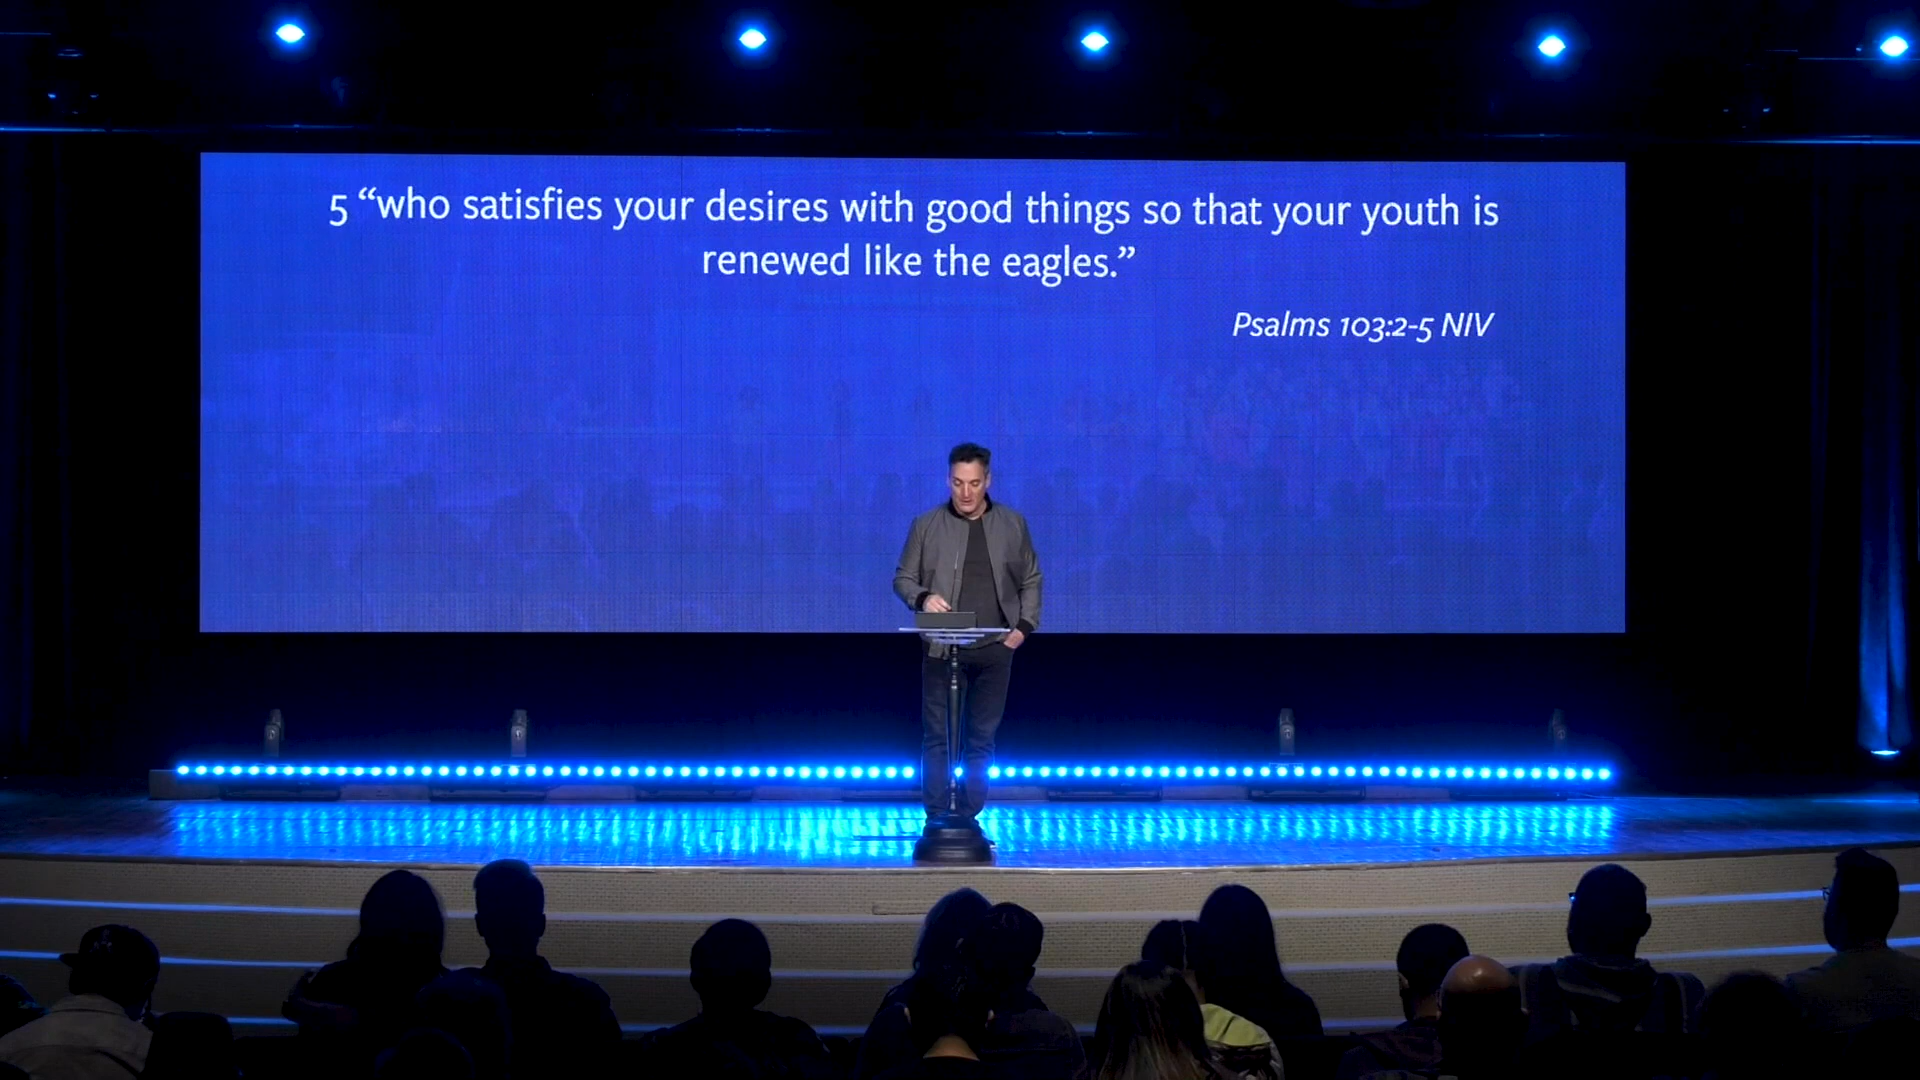 5 “who satisfies your desires with good things so that your youth is
renewed like the eagles.”
Psalms 103:2-5 NIV